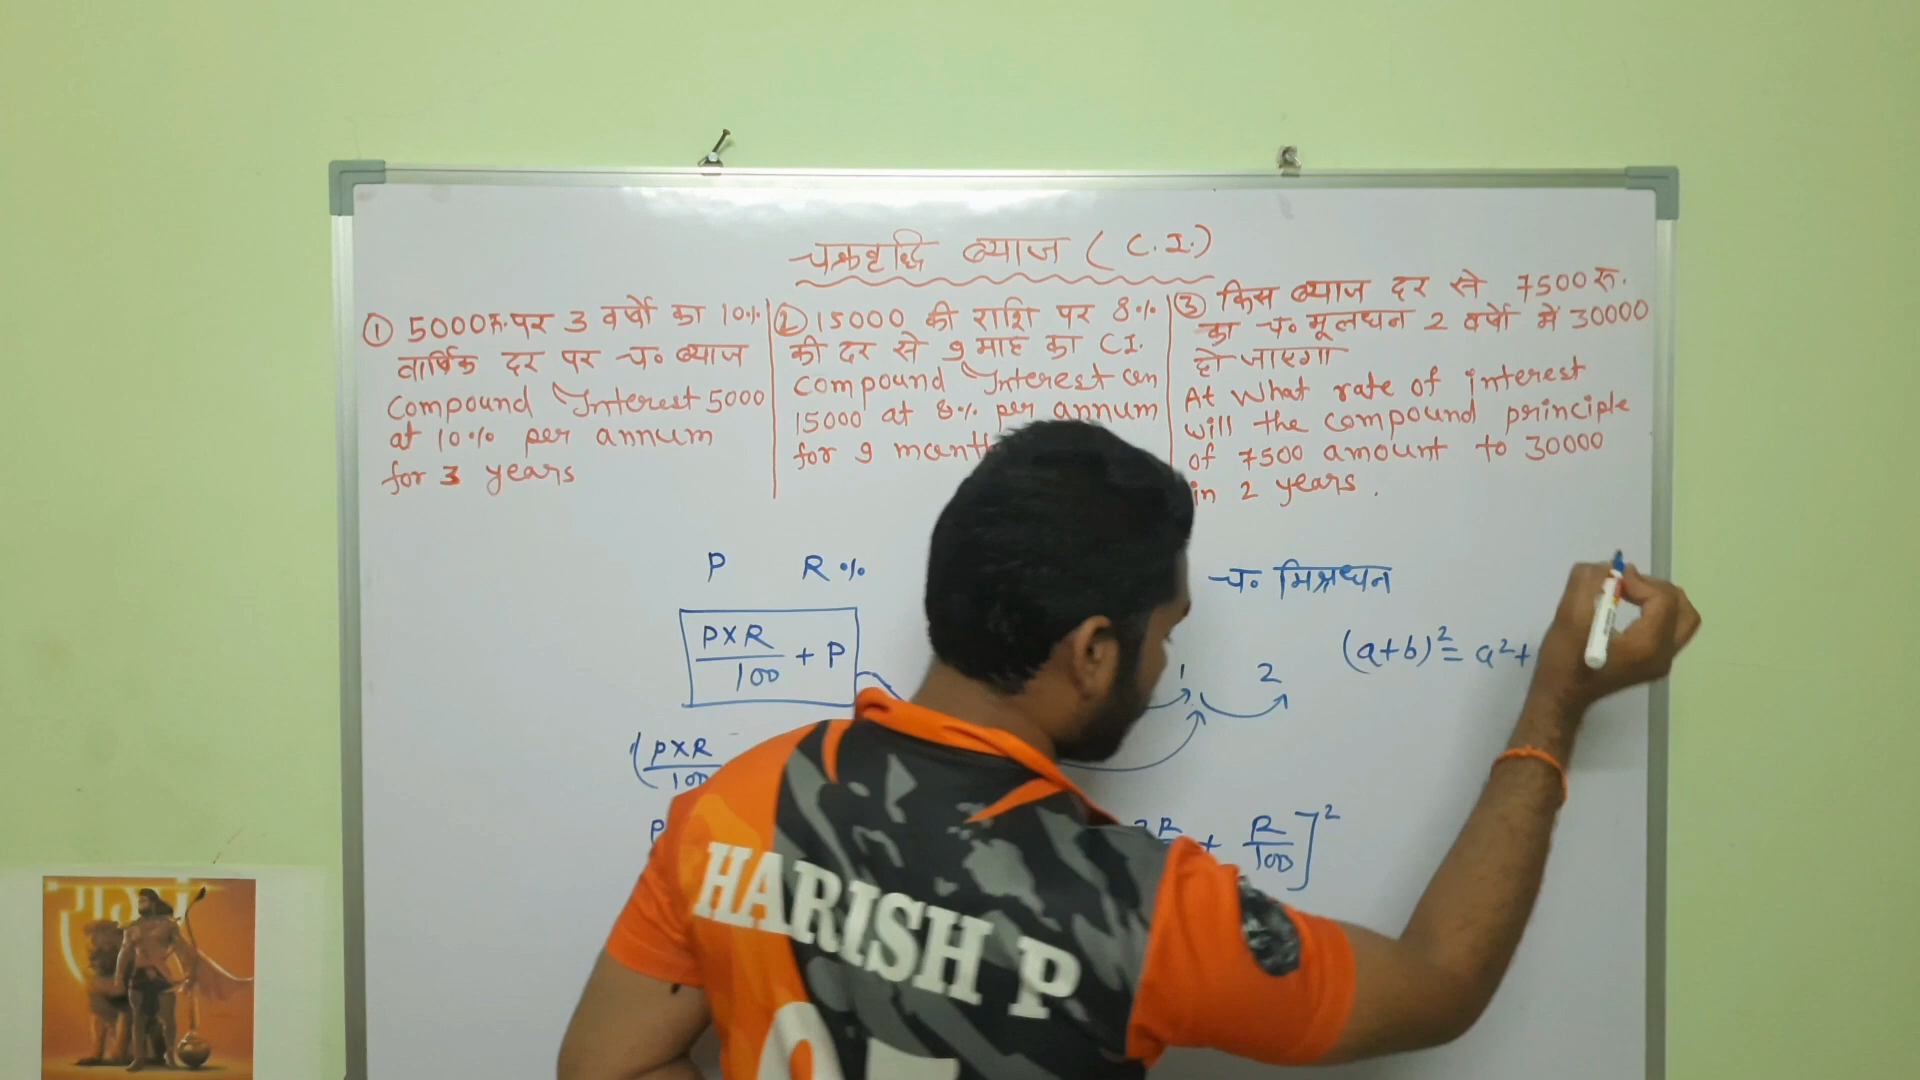 चक्रवृद्धि ब्याज ( C.I.)
① 5000रु. पर 3 वर्षो का 10%
वार्षिक दर पर च० ब्याज
Compound Interest 5000
at 10% per annum
for 3 years
② 15000 की राशि पर 8%
की दर से 9 माह का CI.
Compound Interest on
15000 at 8% per annum
for 9 month
③ किस ब्याज दर से 7500रु.
का च० मूलधन 2 वर्षो में 30000
हो जाएगा
At What rate of interest
will the compound principle
of 7500 amount to 30000
in 2 years.
P R%
च० मिश्रधन
PXR
100
+ P
1 2
(a+b)²= a²+
(PXR
100
P
2R
+ R
100
]²
HARISH P